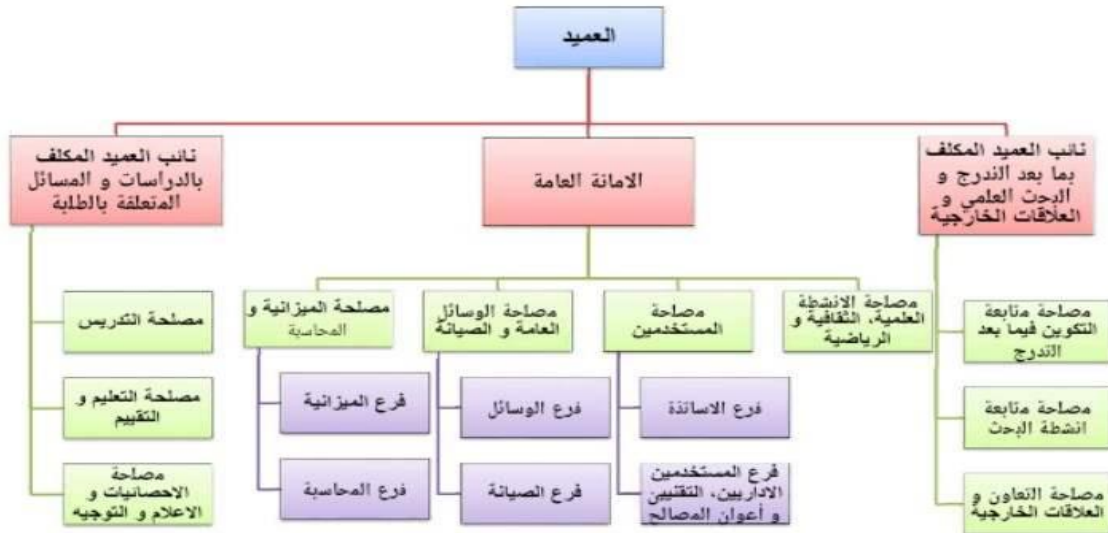 العميد
نائب العميد المكلف
بما بعد التدرج و
البحث العلمي و
العلاقات الخارجية
الامانة العامة
نائب العميد المكلف
بالدراسات و المسائل
المتعلقة بالطلبة
مصلحة متابعة
التكوين فيما بعد
التدرج
مصلحة متابعة
انشطة البحث
مصلحة التعاون و
العلاقات الخارجية
مصلحة الانشطة
العلمية، الثقافية و
الرياضية
مصلحة
المستخدمين
فرع الاساتذة
فرع المستخدمين
الاداريين، التقنيين
و أعوان المصالح
مصلحة الوسائل
العامة و الصيانة
فرع الوسائل
فرع الصيانة
مصلحة الميزانية و
المحاسبة
فرع الميزانية
فرع المحاسبة
مصلحة التدريس
مصلحة التعليم و
التقييم
مصلحة
الاحصائيات و
الاعلام و التوجيه